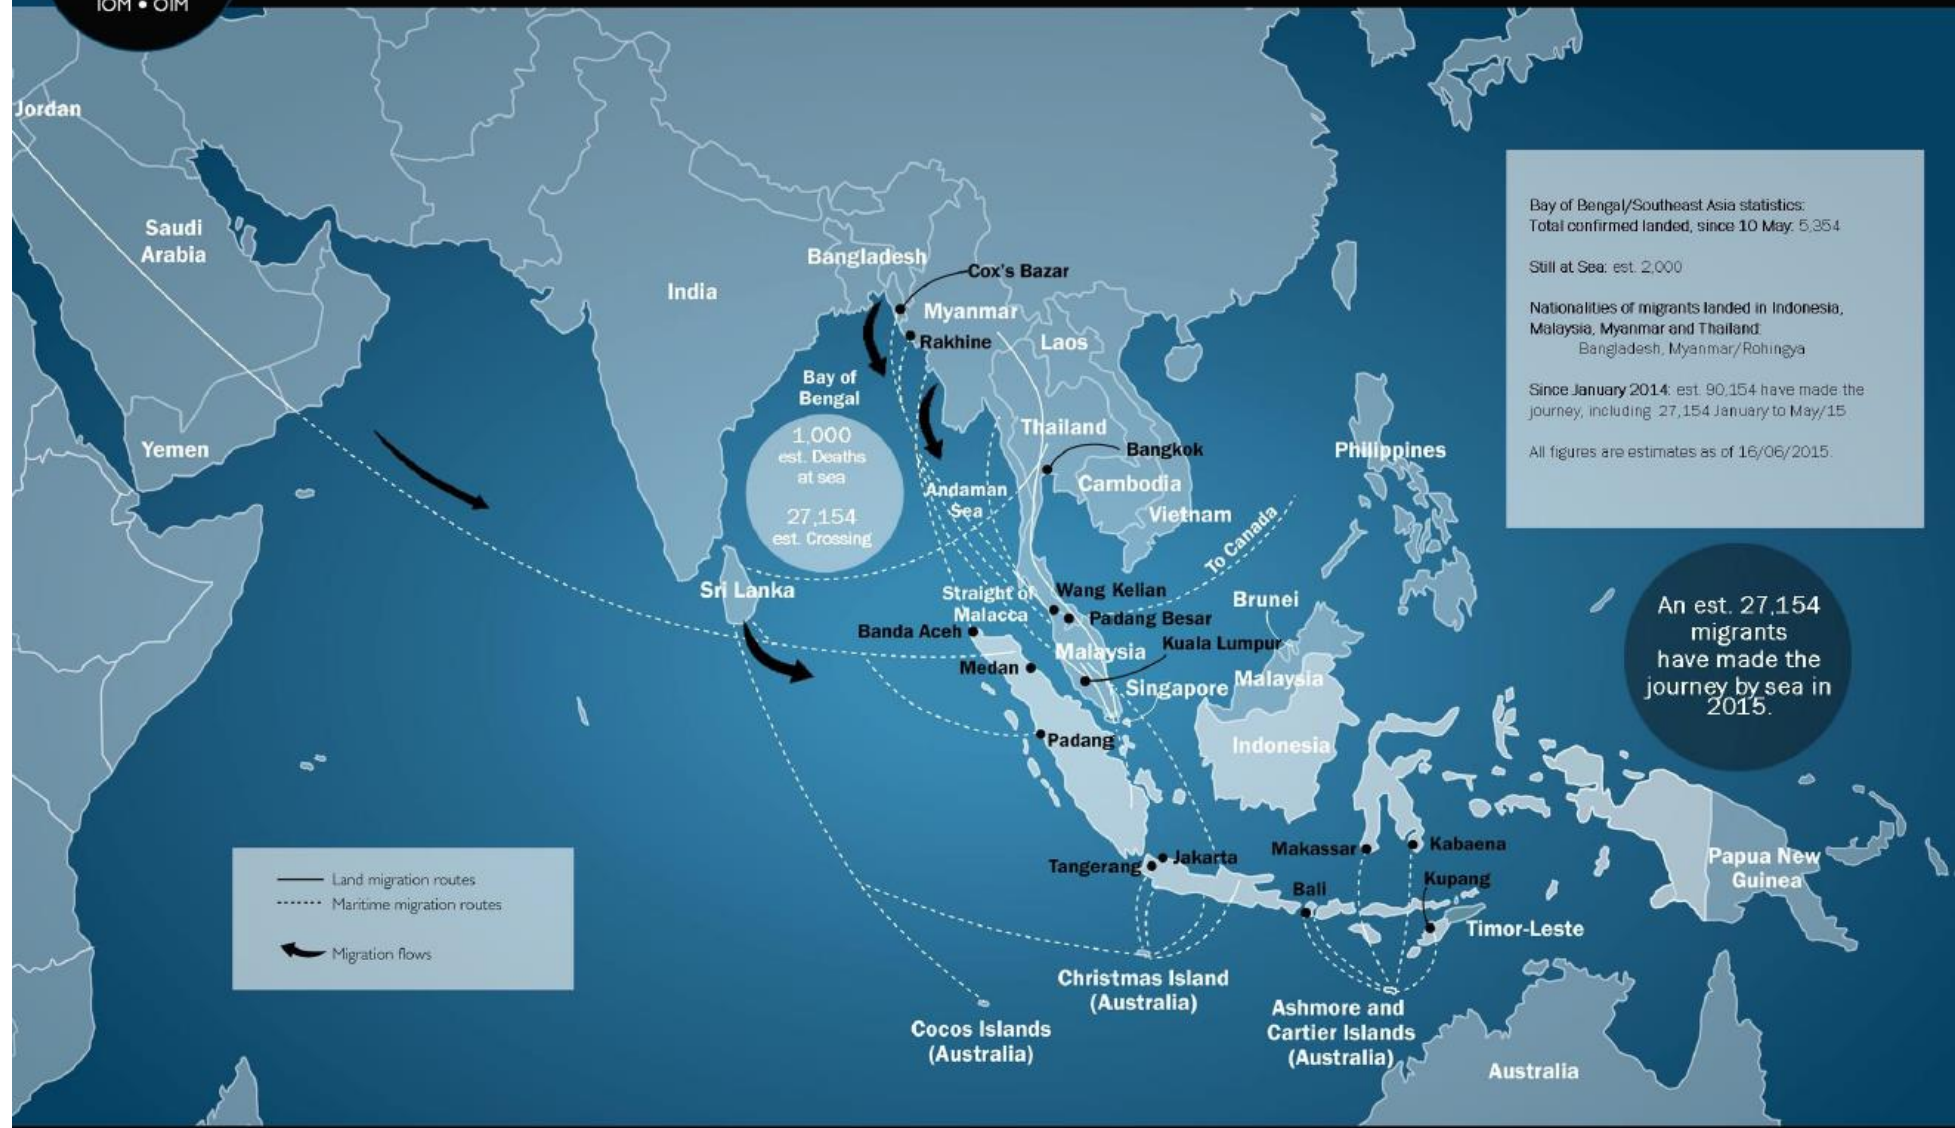 IOM • OIM
Jordan
Saudi
Arabia
Yemen
India
Bangladesh
Cox's Bazar
Myanmar
Rakhine
Laos
Bay of
Bengal
1,000
est. Deaths
at sea
27,154
est. Crossing
Thailand
Bangkok
Andaman
Sea
Cambodia
Vietnam
Philippines
To Canada
Sri Lanka
Straight of
Malacca
Wang Kelian
Padang Besar
Brunei
Banda Aceh
Kuala Lumpur
Malaysia
Medan
Singapore
Malaysia
Padang
Indonesia
Tangerang
Jakarta
Makassar
Kabaena
Bali
Kupang
Timor-Leste
Papua New
Guinea
Christmas Island
(Australia)
Cocos Islands
(Australia)
Ashmore and
Cartier Islands
(Australia)
Australia
Bay of Bengal/Southeast Asia statistics:
Total confirmed landed, since 10 May: 5,354
Still at Sea: est. 2,000
Nationalities of migrants landed in Indonesia,
Malaysia, Myanmar and Thailand:
Bangladesh, Myanmar/Rohingya
Since January 2014: est. 90,154 have made the
journey, including 27,154 January to May/15
All figures are estimates as of 16/06/2015.
An est. 27,154
migrants
have made the
journey by sea in
2015.
Land migration routes
Maritime migration routes
Migration flows